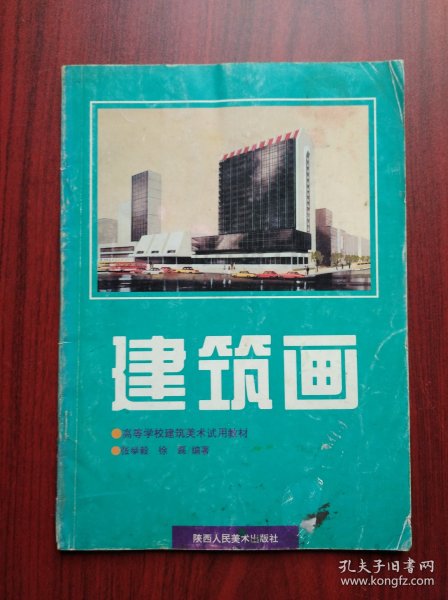 建筑画
高等学校建筑美术试用教材
张举毅 徐 磊 编著
陕西人民美术出版社
孔夫子旧书网
www.kongfz.com